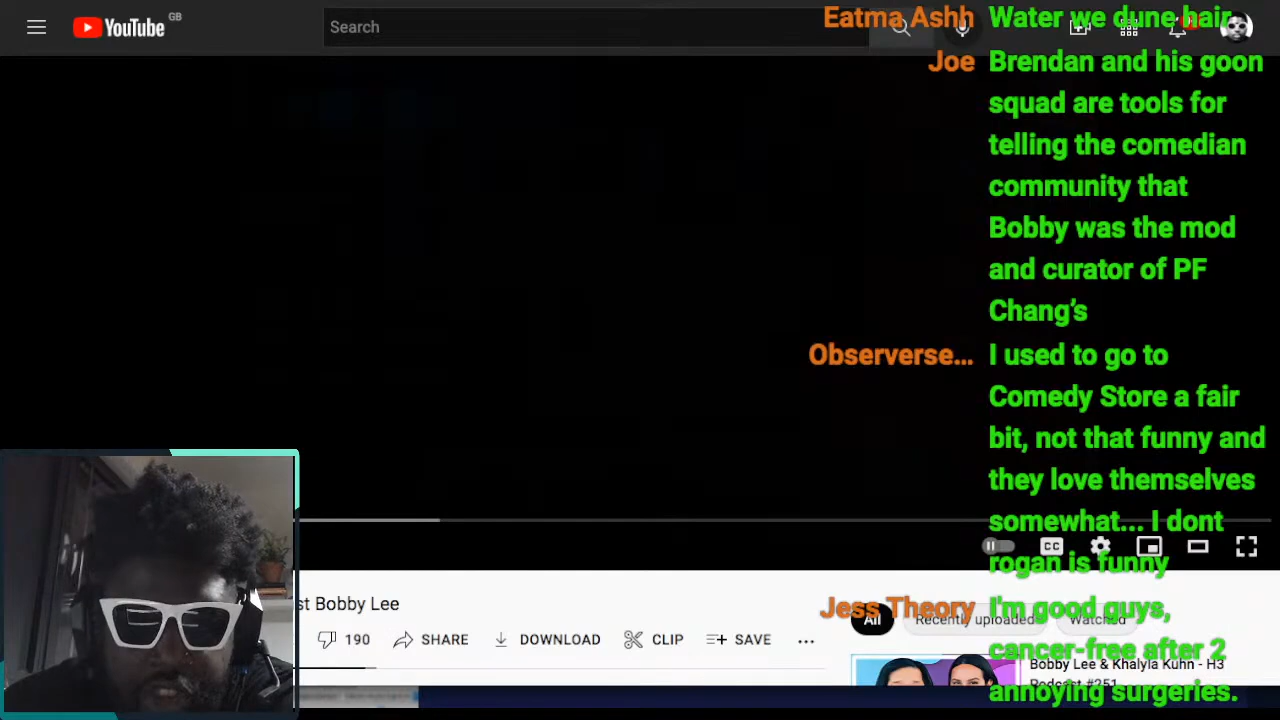 YouTube GB
Search
Eatma Ashh Water we dune hair
Joe Brendan and his goon
squad are tools for
telling the comedian
community that
Bobby was the mod
and curator of PF
Chang's
Observerse… I used to go to
Comedy Store a fair
bit, not that funny and
they love themselves
somewhat... I dont
rogan is funny
Jess Theory I'm good guys,
cancer-free after 2
annoying surgeries.
CC
st Bobby Lee
190 SHARE DOWNLOAD CLIP SAVE
All Recently uploaded Watched
Bobby Lee & Khalyla Kuhn - H3
Podcast #251